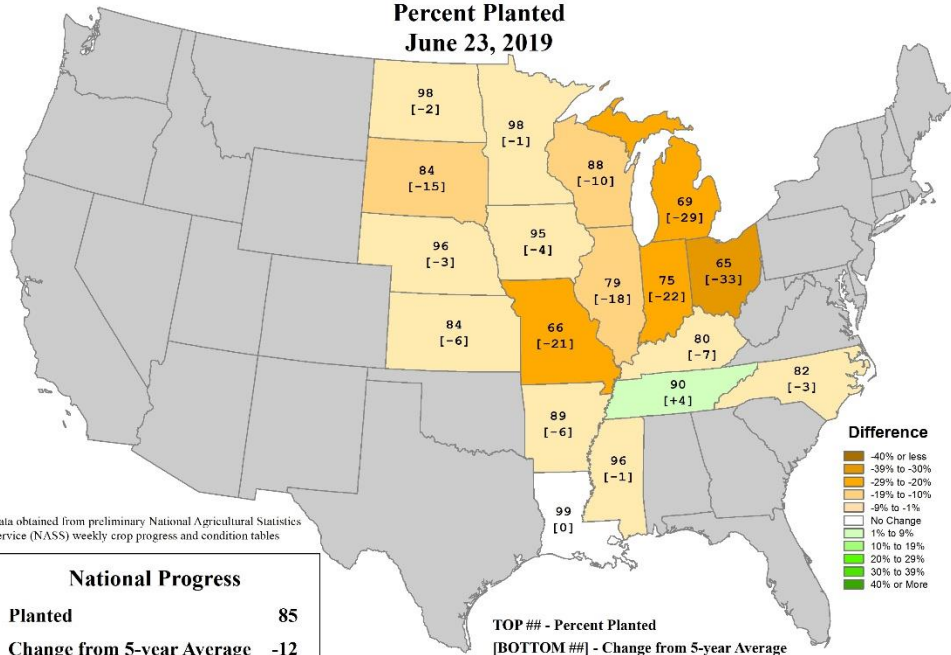 Percent Planted
June 23, 2019
98
[-2]
98
[-1]
84
[-15]
88
[-10]
69
[-29]
96
[-3]
95
[-4]
79
[-18]
75
[-22]
65
[-33]
84
[-6]
66
[-21]
80
[-7]
90
[+4]
82
[-3]
89
[-6]
96
[-1]
99
[0]
Difference
-40% or less
-39% to -30%
-29% to -20%
-19% to -10%
-9% to -1%
No Change
1% to 9%
10% to 19%
20% to 29%
30% to 39%
40% or More
ata obtained from preliminary National Agricultural Statistics
ervice (NASS) weekly crop progress and condition tables
National Progress
Planted 85
Change from 5-year Average -12
TOP ## - Percent Planted
[BOTTOM ##] - Change from 5-year Average